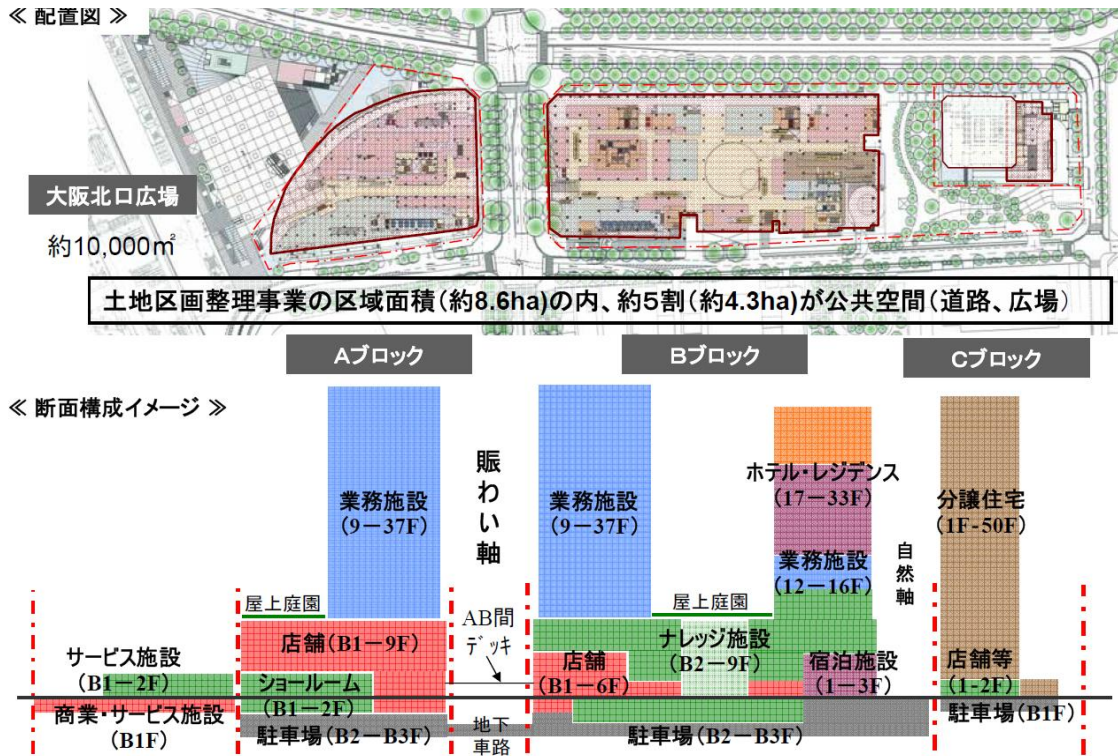 ≪ 配置図 ≫
大阪北口広場
約10,000㎡
土地区画整理事業の区域面積(約8.6ha)の内、約5割(約4.3ha)が公共空間(道路、広場)
Aブロック
Bブロック
Cブロック
≪ 断面構成イメージ ≫
業務施設
(9－37F)
賑わい軸
業務施設
(9－37F)
ホテル・レジデンス
(17－33F)
業務施設
(12－16F)
自然軸
分譲住宅
(1F-50F)
屋上庭園
店舗(B1－9F)
AB間
デッキ
屋上庭園
ナレッジ施設
(B2－9F)
サービス施設
(B1－2F)
ショールーム
(B1－2F)
店舗
(B1－6F)
宿泊施設
(1－3F)
店舗等
(1-2F)
商業・サービス施設
(B1F)
駐車場(B2－B3F)
地下
車路
駐車場(B2－B3F)
駐車場(B1F)